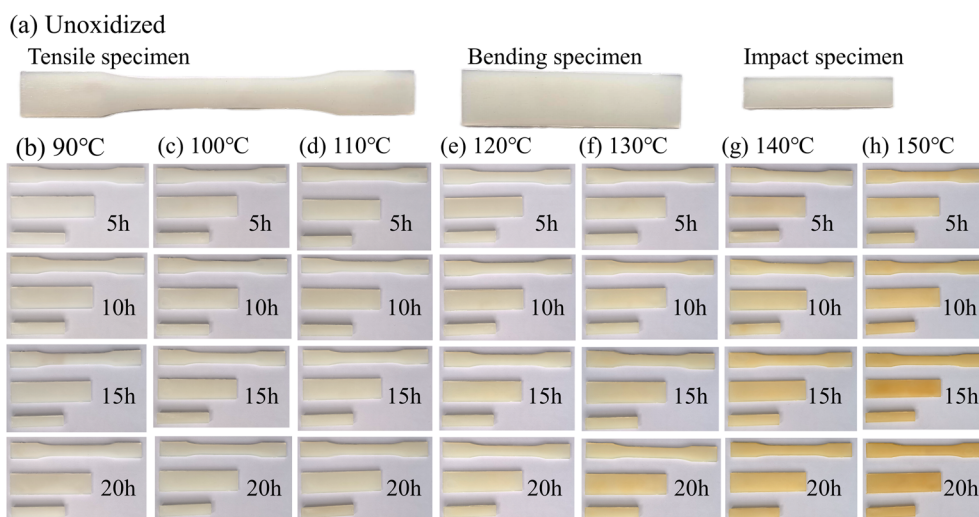 (a) Unoxidized
Tensile specimen
Bending specimen
Impact specimen
(b) 90℃
(c) 100℃
(d) 110℃
(e) 120℃
(f) 130℃
(g) 140℃
(h) 150℃
5h
5h
5h
5h
5h
5h
5h
10h
10h
10h
10h
10h
10h
10h
15h
15h
15h
15h
15h
15h
15h
20h
20h
20h
20h
20h
20h
20h